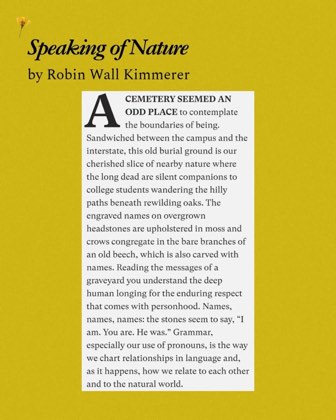 Speaking of Nature
by Robin Wall Kimmerer
A CEMETERY SEEMED AN
ODD PLACE to contemplate
the boundaries of being.
Sandwiched between the campus and the
interstate, this old burial ground is our
cherished slice of nearby nature where
the long dead are silent companions to
college students wandering the hilly
paths beneath rewilding oaks. The
engraved names on overgrown
headstones are upholstered in moss and
crows congregate in the bare branches of
an old beech, which is also carved with
names. Reading the messages of a
graveyard you understand the deep
human longing for the enduring respect
that comes with personhood. Names,
names, names: the stones seem to say, “I
am. You are. He was.” Grammar,
especially our use of pronouns, is the way
we chart relationships in language and,
as it happens, how we relate to each other
and to the natural world.